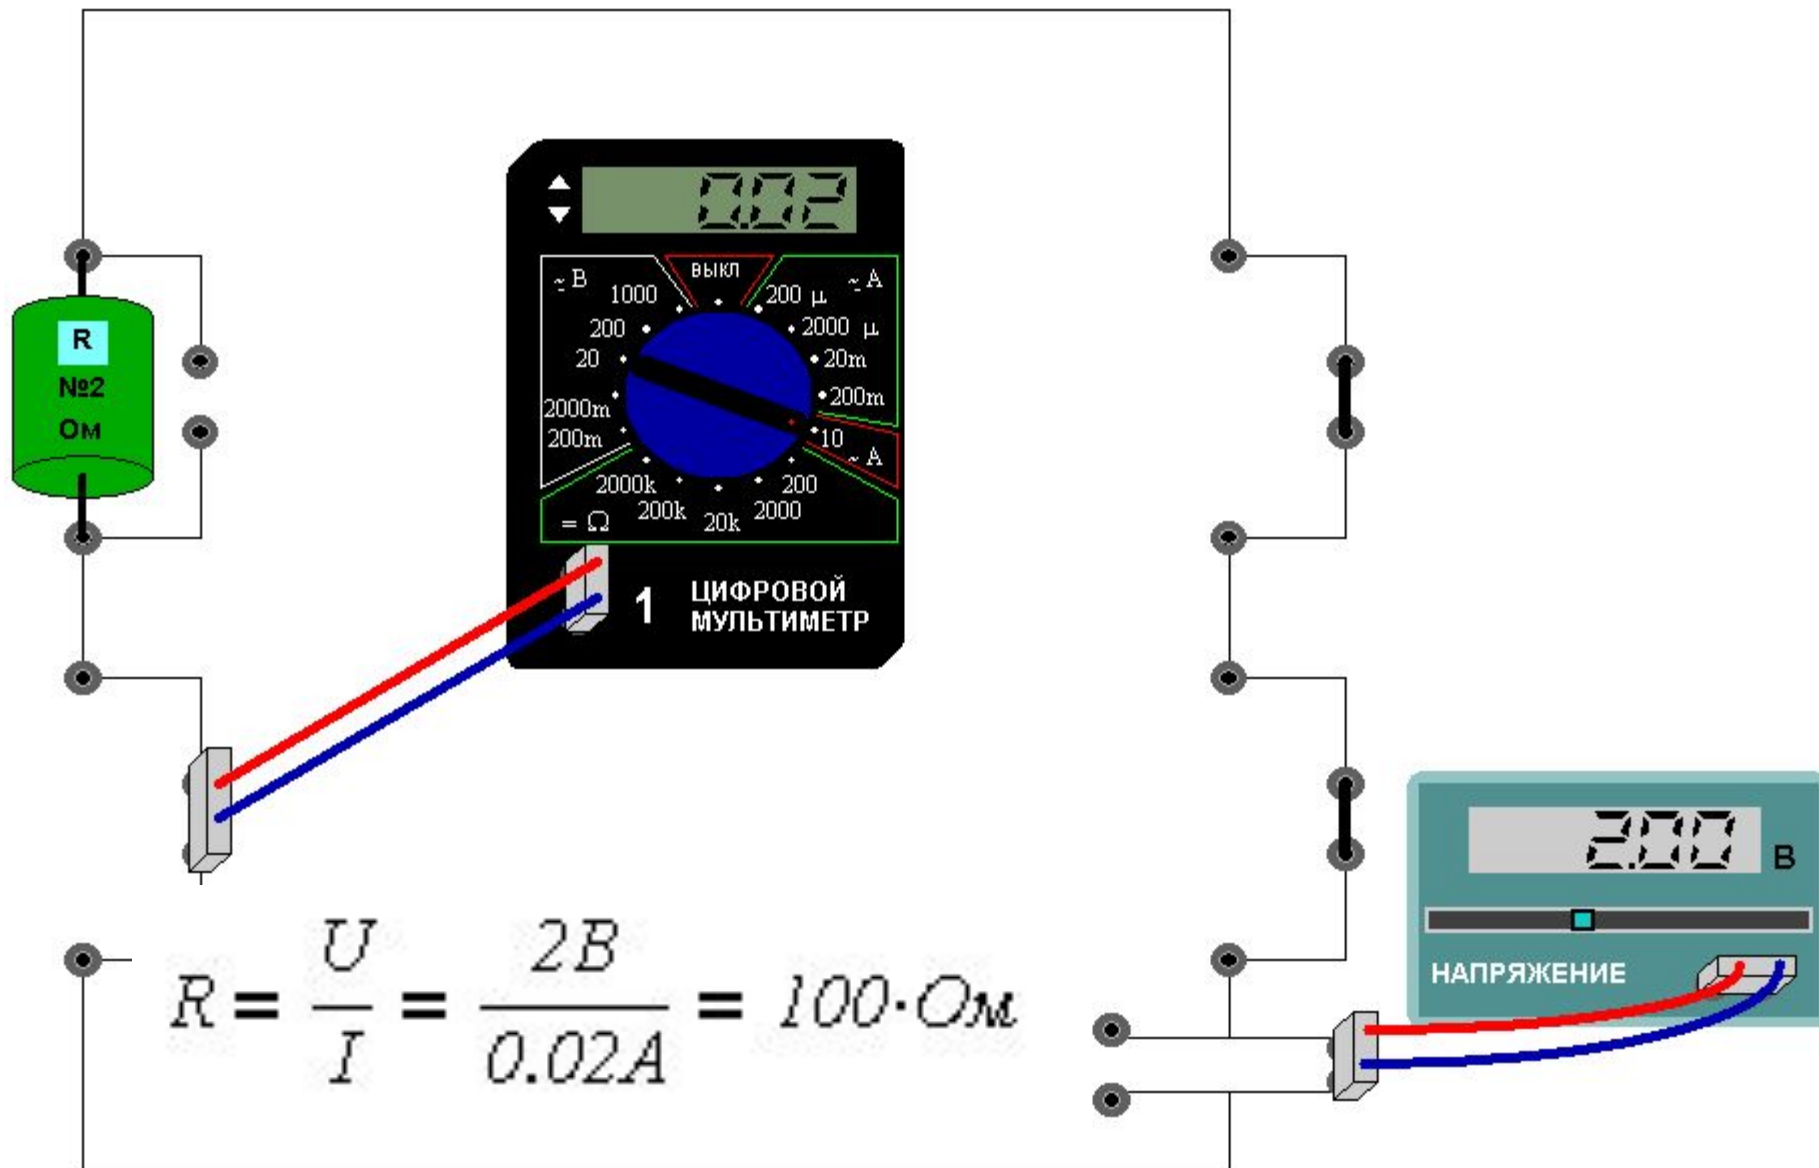 0.02
ВЫКЛ
~ В
~ А
1000
200 μ
200
2000 μ
20
20m
200m
2000m
200m
10
~ А
2000k
200
200k
20k
2000
= Ω
1
ЦИФРОВОЙ
МУЛЬТИМЕТР
R
№2
Ом
2.00 В
НАПРЯЖЕНИЕ
R = U/I = 2В/0.02А = 100·Ом